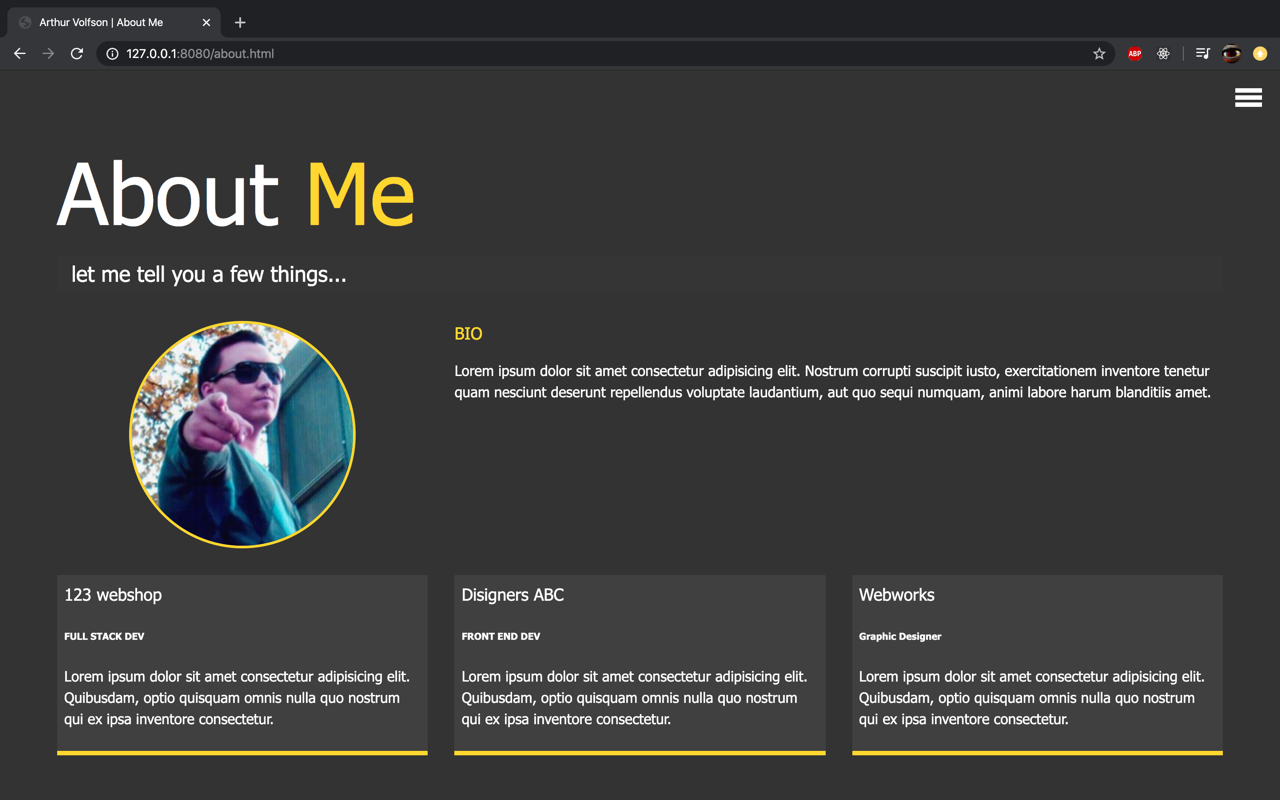 Arthur Volfson | About Me
127.0.0.1:8080/about.html
ABP
About Me
let me tell you a few things...
BIO
Lorem ipsum dolor sit amet consectetur adipisicing elit. Nostrum corrupti suscipit iusto, exercitationem inventore tenetur
quam nesciunt deserunt repellendus voluptate laudantium, aut quo sequi numquam, animi labore harum blanditiis amet.
123 webshop
FULL STACK DEV
Lorem ipsum dolor sit amet consectetur adipisicing elit.
Quibusdam, optio quisquam omnis nulla quo nostrum
qui ex ipsa inventore consectetur.
Disigners ABC
FRONT END DEV
Lorem ipsum dolor sit amet consectetur adipisicing elit.
Quibusdam, optio quisquam omnis nulla quo nostrum
qui ex ipsa inventore consectetur.
Webworks
Graphic Designer
Lorem ipsum dolor sit amet consectetur adipisicing elit.
Quibusdam, optio quisquam omnis nulla quo nostrum
qui ex ipsa inventore consectetur.